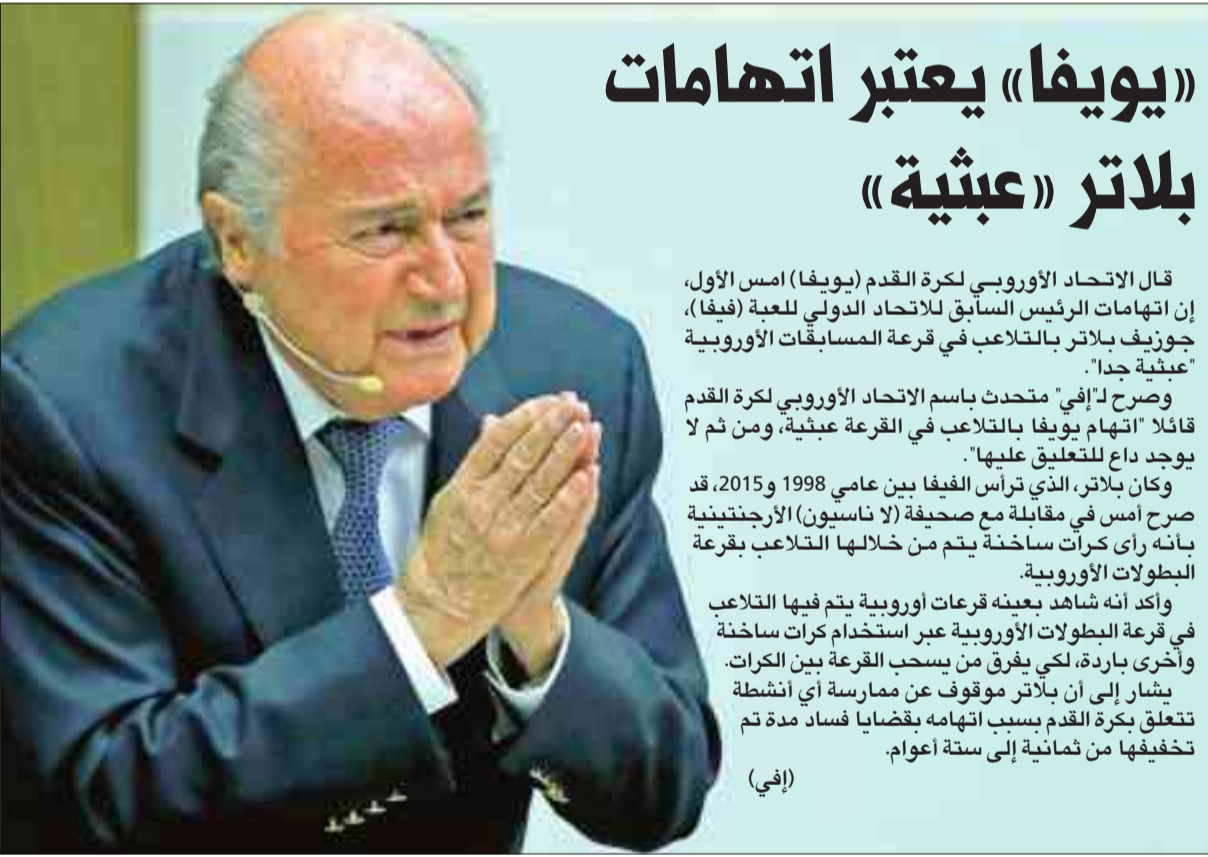 «يويفا» يعتبر اتهامات
بلاتر «عبثية»
قال الاتحاد الأوروبي لكرة القدم (يويفا) امس الأول،
إن اتهامات الرئيس السابق للاتحاد الدولي للعبة (فيفا)،
جوزيف بلاتر بالتلاعب في قرعة المسابقات الأوروبية
"عبثية جدا".
وصرح لـ"إفي" متحدث باسم الاتحاد الأوروبي لكرة القدم
قائلا "اتهام يويفا بالتلاعب في القرعة عبثية، ومن ثم لا
يوجد داع للتعليق عليها".
وكان بلاتر، الذي ترأس الفيفا بين عامي 1998 و2015، قد
صرح أمس في مقابلة مع صحيفة (لا ناسيون) الأرجنتينية
بأنه رأى كرات ساخنة يتم من خلالها التلاعب بقرعة
البطولات الأوروبية.
وأكد أنه شاهد بعينه قرعات أوروبية يتم فيها التلاعب
في قرعة البطولات الأوروبية عبر استخدام كرات ساخنة
وأخرى باردة، لكي يفرق من يسحب القرعة بين الكرات.
يشار إلى أن بلاتر موقوف عن ممارسة أي أنشطة
تتعلق بكرة القدم بسبب اتهامه بقضايا فساد مدة تم
تخفيفها من ثمانية إلى ستة أعوام.
(إفي)